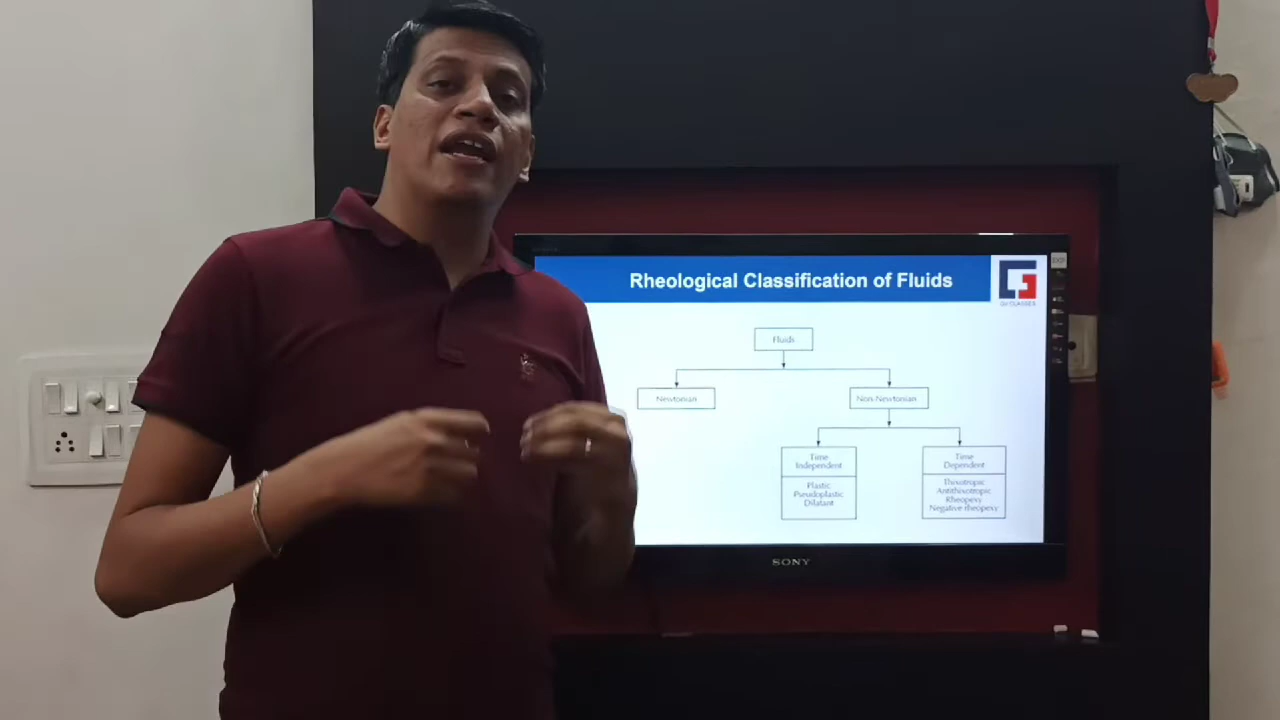 Rheological Classification of Fluids
Fluids
Newtonian
Non-Newtonian
Time
Independent
Plastic
Pseudoplastic
Dilatant
Time
Dependent
Thixotropic
Antithixotropic
Rheopexy
Negative rheopexy
SONY